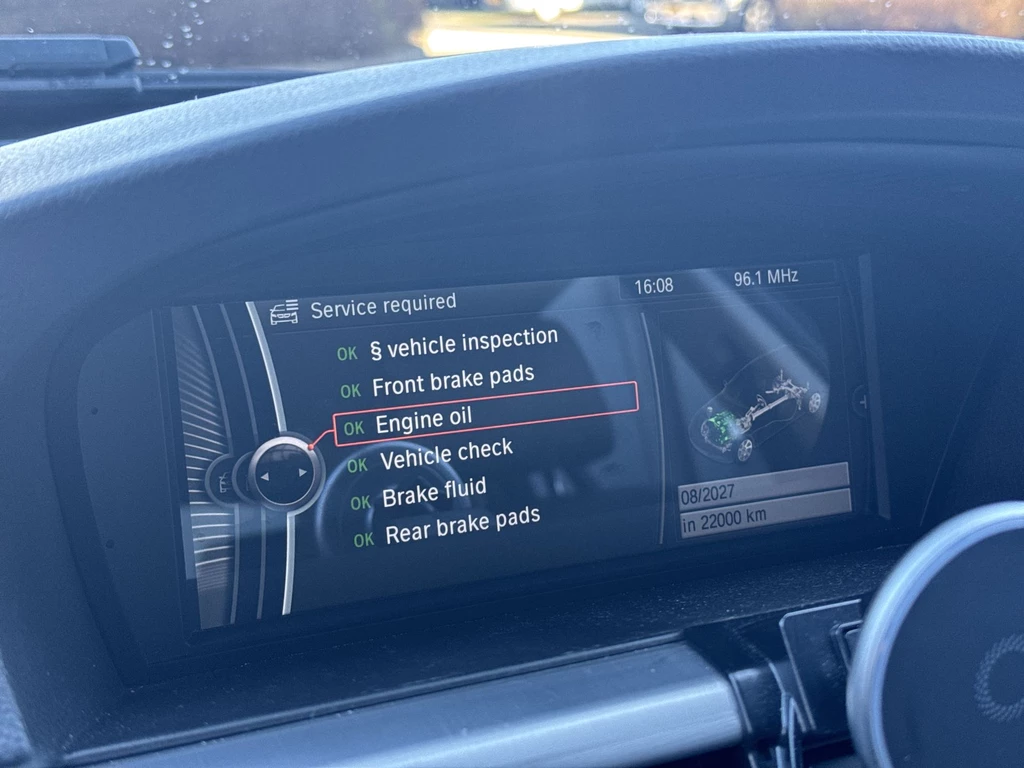 16:08
96.1 MHz
Service required
OK § vehicle inspection
OK Front brake pads
OK Engine oil
OK Vehicle check
OK Brake fluid
OK Rear brake pads
08/2027
in 22000 km